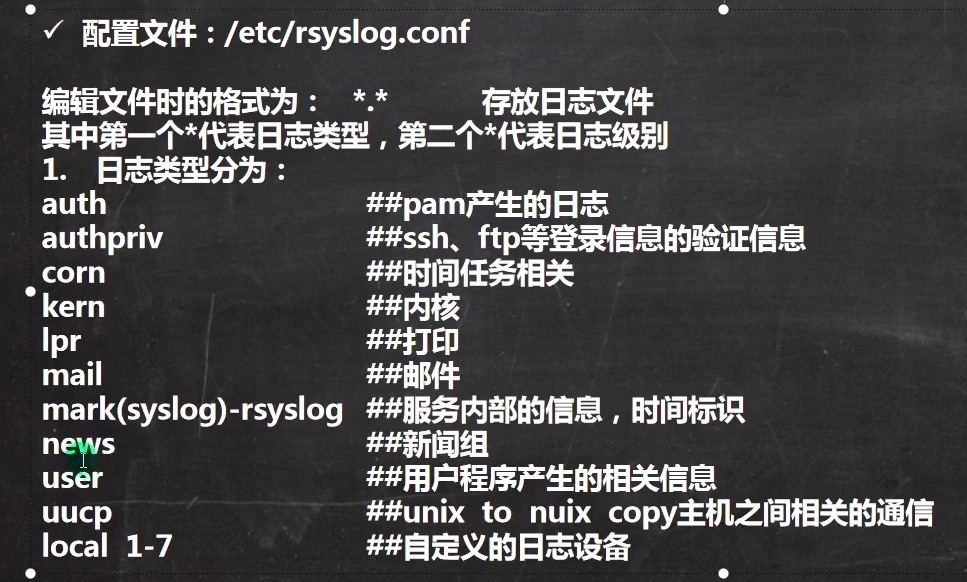 ✓ 配置文件：/etc/rsyslog.conf
编辑文件时的格式为： *.* 存放日志文件
其中第一个*代表日志类型，第二个*代表日志级别
1. 日志类型分为：
auth ##pam产生的日志
authpriv ##ssh、ftp等登录信息的验证信息
corn ##时间任务相关
kern ##内核
lpr ##打印
mail ##邮件
mark(syslog)-rsyslog ##服务内部的信息，时间标识
news ##新闻组
user ##用户程序产生的相关信息
uucp ##unix to nuix copy主机之间相关的通信
local 1-7 ##自定义的日志设备